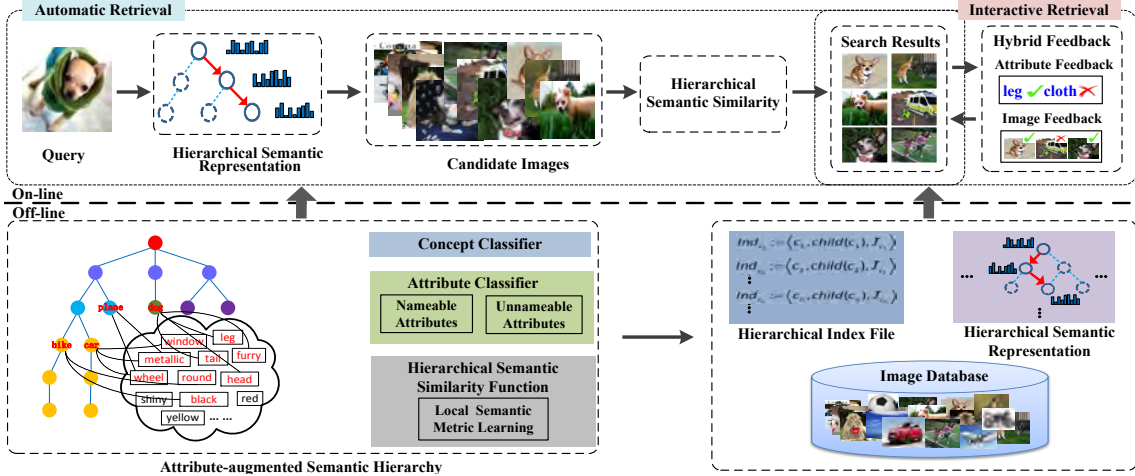 Automatic Retrieval
Interactive Retrieval
Search Results
Hybrid Feedback
Attribute Feedback
leg cloth
Image Feedback
Hierarchical
Semantic Similarity
Query
Hierarchical Semantic
Representation
Candidate Images
On-line
Off-line
Concept Classifier
Attribute Classifier
Nameable
Attributes
Unnameable
Attributes
Hierarchical Semantic
Similarity Function
Local Semantic
Metric Learning
plane
dog
bike
car
window
leg
metallic
tail
furry
wheel
round
head
shiny
black
red
yellow
... ...
Attribute-augmented Semantic Hierarchy
Hierarchical Index File
Hierarchical Semantic
Representation
Image Database